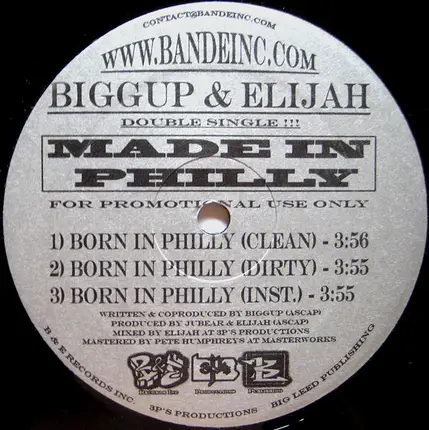 CONTACT@BANDEINC.COM
WWW.BANDEINC.COM
BIGGUP & ELIJAH
DOUBLE SINGLE !!!
MADE IN
PHILLY
FOR PROMOTIONAL USE ONLY
1) BORN IN PHILLY (CLEAN) - 3:56
2) BORN IN PHILLY (DIRTY) - 3:55
3) BORN IN PHILLY (INST.) - 3:55
WRITTEN & COPRODUCED BY BIGGUP (ASCAP)
PRODUCED BY JUBEAR & ELIJAH (ASCAP)
MIXED BY ELIJAH AT 3P'S PRODUCTIONS
MASTERED BY PETE HUMPHREYS AT MASTERWORKS
B & E RECORDS INC.
3P'S PRODUCTIONS
BIG LEED PUBLISHING